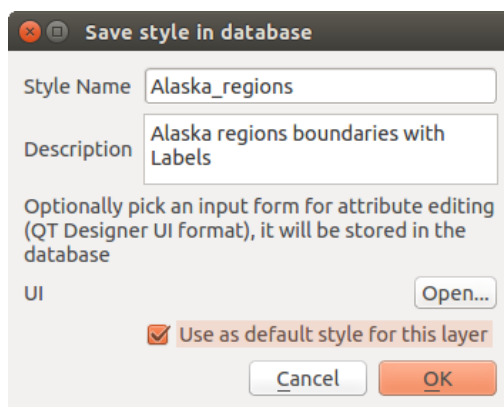 Save style in database
Style Name Alaska_regions
Description Alaska regions boundaries with
Labels
Optionally pick an input form for attribute editing
(QT Designer UI format), it will be stored in the
database
UI Open...
Use as default style for this layer
Cancel OK